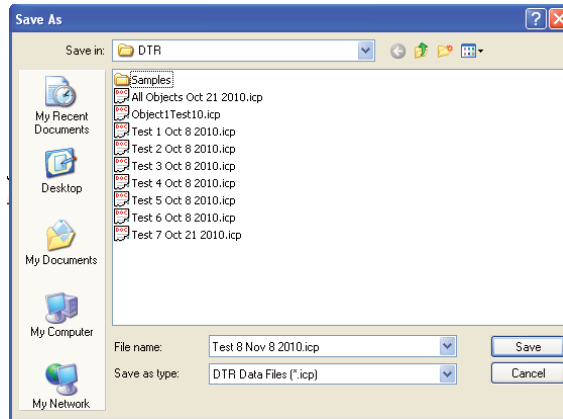 Save As
Save in: DTR
My Recent
Documents
Desktop
My Documents
My Computer
My Network
Samples
All Objects Oct 21 2010.icp
Object1Test10.icp
Test 1 Oct 8 2010.icp
Test 2 Oct 8 2010.icp
Test 3 Oct 8 2010.icp
Test 4 Oct 8 2010.icp
Test 5 Oct 8 2010.icp
Test 6 Oct 8 2010.icp
Test 7 Oct 21 2010.icp
File name: Test 8 Nov 8 2010.icp Save
Save as type: DTR Data Files (*.icp) Cancel